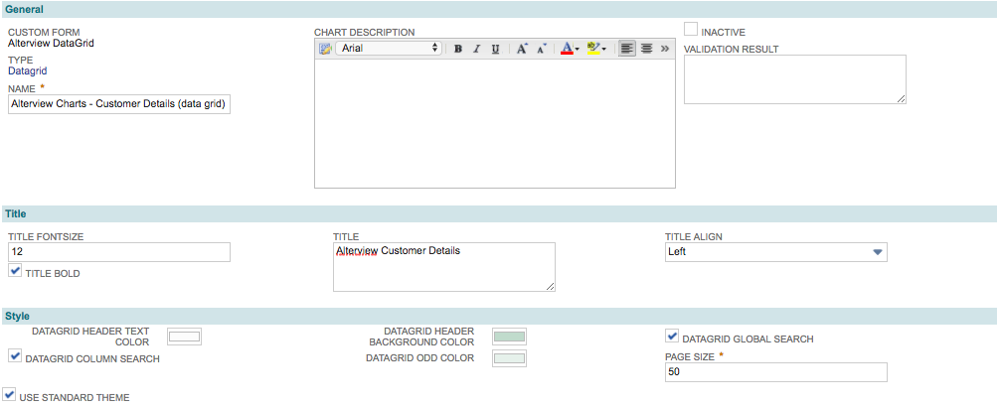 General
CUSTOM FORM
Alterview DataGrid
TYPE
Datagrid
NAME *
Alterview Charts - Customer Details (data grid)
CHART DESCRIPTION
Arial B I U A A A ab »
INACTIVE
VALIDATION RESULT
Title
TITLE FONTSIZE
12
TITLE BOLD
TITLE
Alterview Customer Details
TITLE ALIGN
Left
Style
DATAGRID HEADER TEXT
COLOR
DATAGRID COLUMN SEARCH
DATAGRID HEADER
BACKGROUND COLOR
DATAGRID ODD COLOR
DATAGRID GLOBAL SEARCH
PAGE SIZE *
50
USE STANDARD THEME